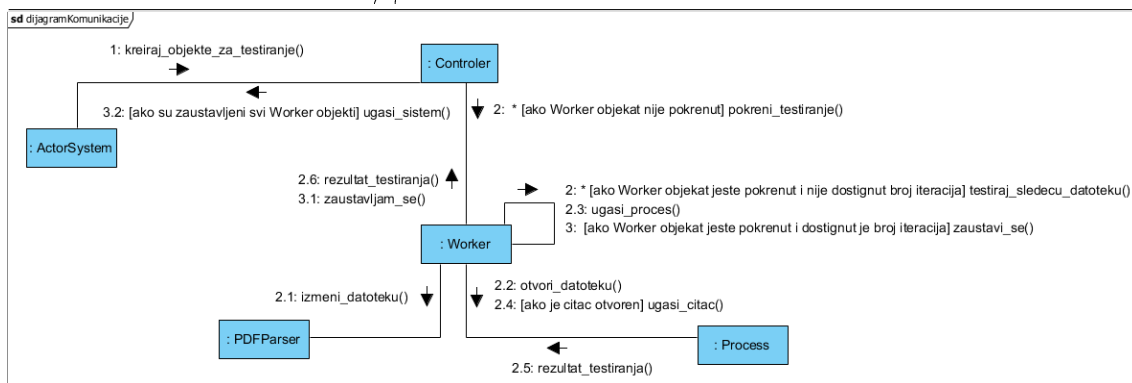 sd dijagramKomunikacije
1: kreiraj_objekte_za_testiranje()
: Controler
3.2: [ako su zaustavljeni svi Worker objekti] ugasi_sistem()
2: * [ako Worker objekat nije pokrenut] pokreni_testiranje()
: ActorSystem
2.6: rezultat_testiranja()
3.1: zaustavljam_se()
2: * [ako Worker objekat jeste pokrenut i nije dostignut broj iteracija] testiraj_sledecu_datoteku()
2.3: ugasi_proces()
3: [ako Worker objekat jeste pokrenut i dostignut je broj iteracija] zaustavi_se()
: Worker
2.1: izmeni_datoteku()
2.2: otvori_datoteku()
2.4: [ako je citac otvoren] ugasi_citac()
: PDFParser
: Process
2.5: rezultat_testiranja()